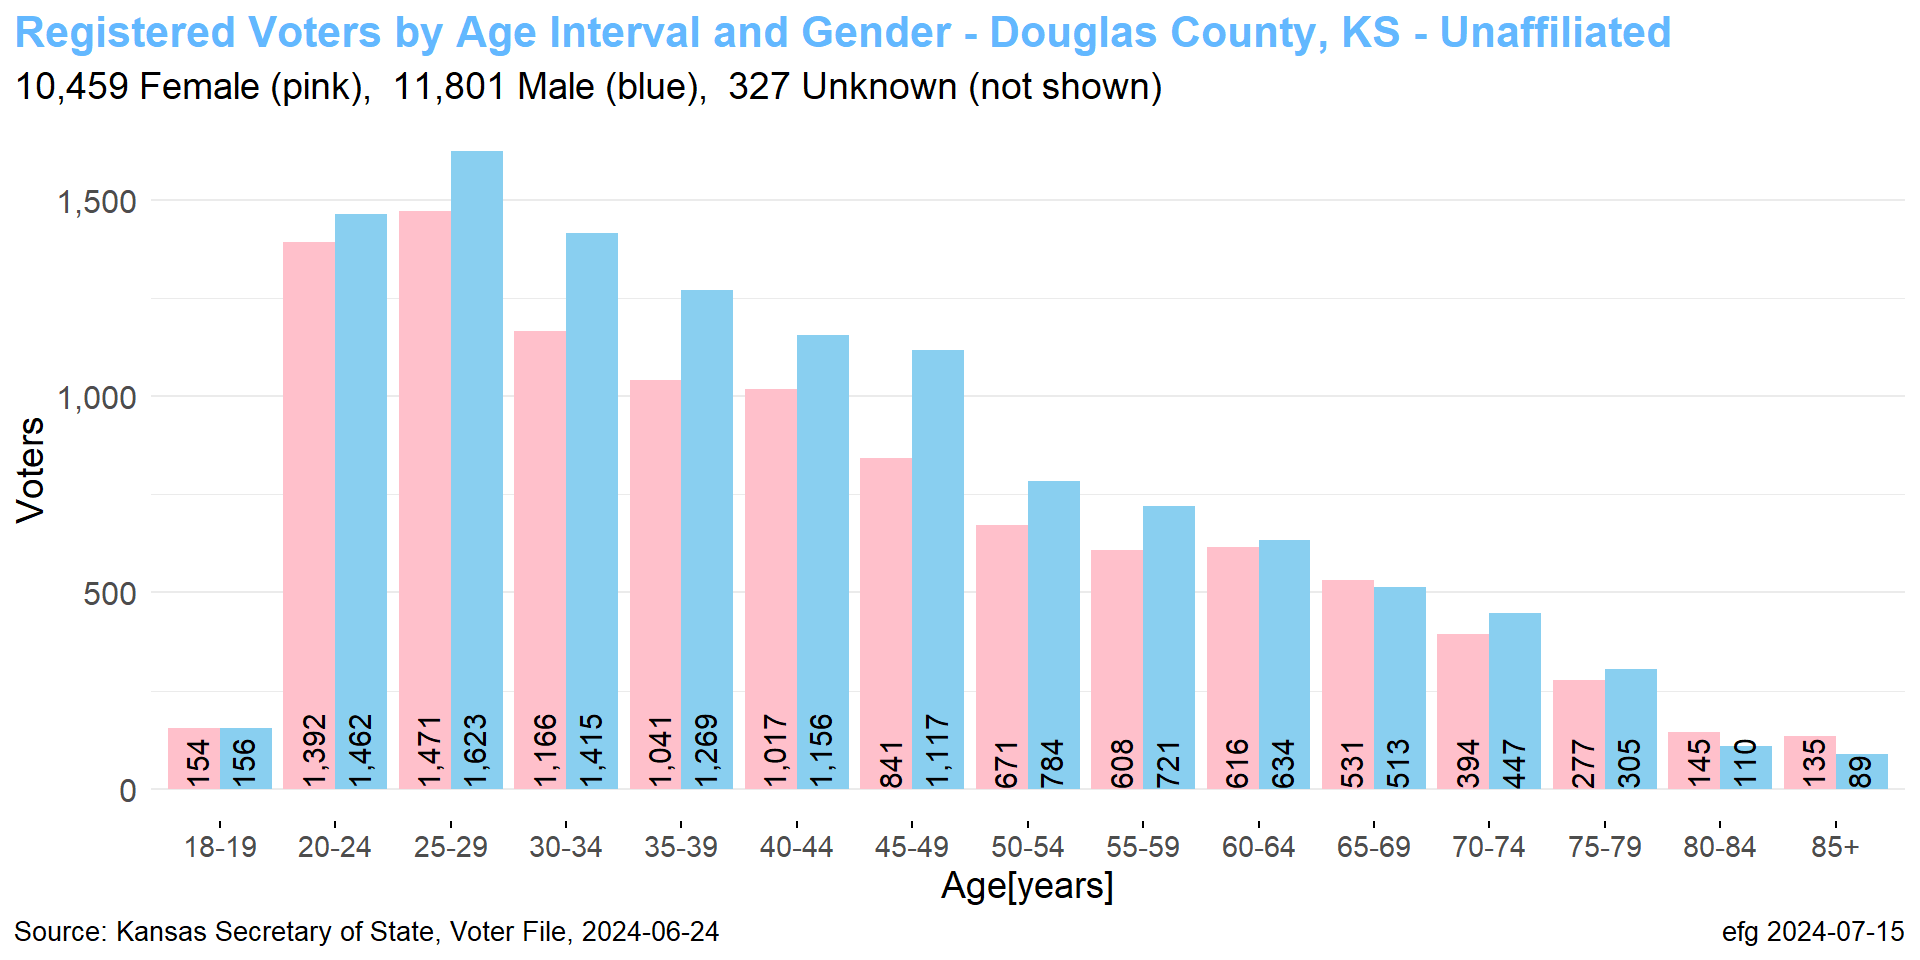 Registered Voters by Age Interval and Gender - Douglas County, KS - Unaffiliated
10,459 Female (pink),  11,801 Male (blue),  327 Unknown (not shown)
Voters
1,500
1,000
500
0
154 156 1,392 1,462 1,471 1,623 1,166 1,415 1,041 1,269 1,017 1,156 841 1,117 671 784 608 721 616 634 531 513 394 447 277 305 145 110 135 89
18-19 20-24 25-29 30-34 35-39 40-44 45-49 50-54 55-59 60-64 65-69 70-74 75-79 80-84 85+
Age[years]
Source: Kansas Secretary of State, Voter File, 2024-06-24
efg 2024-07-15